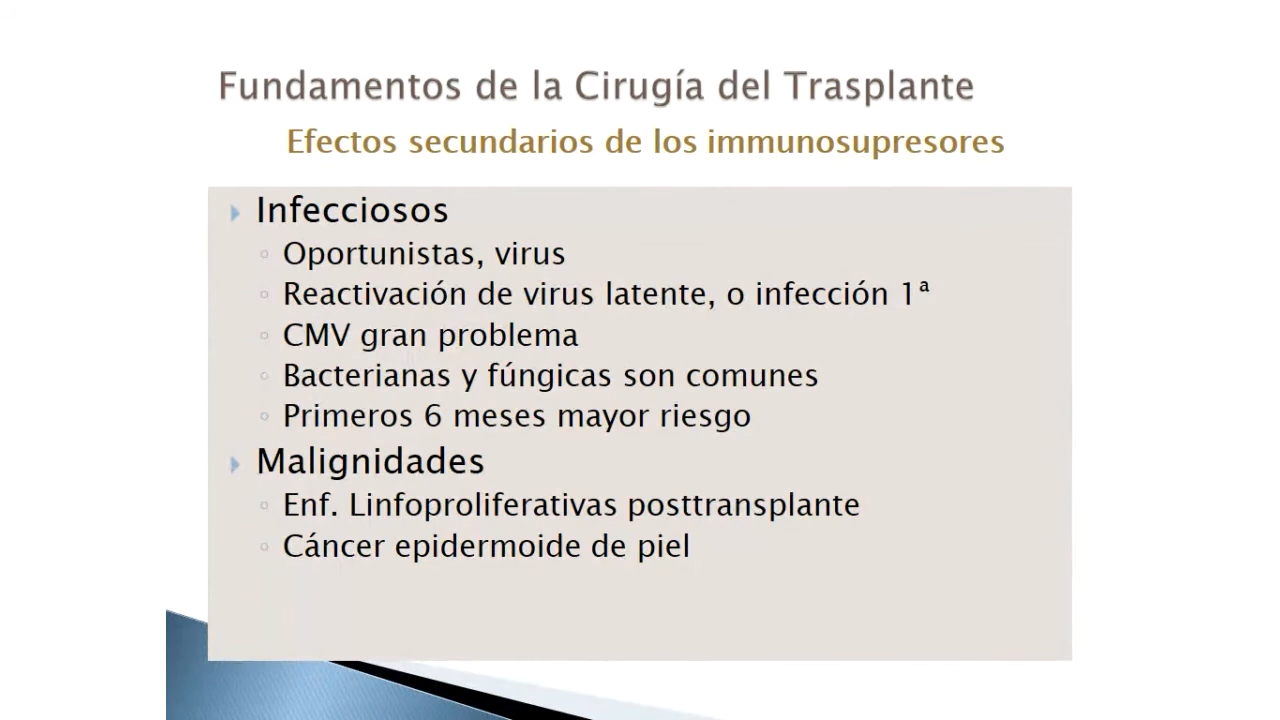 Fundamentos de la Cirugía del Trasplante
Efectos secundarios de los immunosupresores
Infecciosos
Oportunistas, virus
Reactivación de virus latente, o infección 1ª
CMV gran problema
Bacterianas y fúngicas son comunes
Primeros 6 meses mayor riesgo
Malignidades
Enf. Linfoproliferativas posttransplante
Cáncer epidermoide de piel